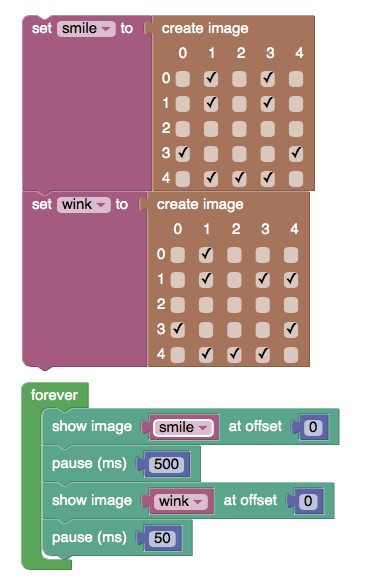 set smile to create image
0 1 2 3 4
0
1
2
3
4
set wink to create image
0 1 2 3 4
0
1
2
3
4
forever
show image smile at offset 0
pause (ms) 500
show image wink at offset 0
pause (ms) 50